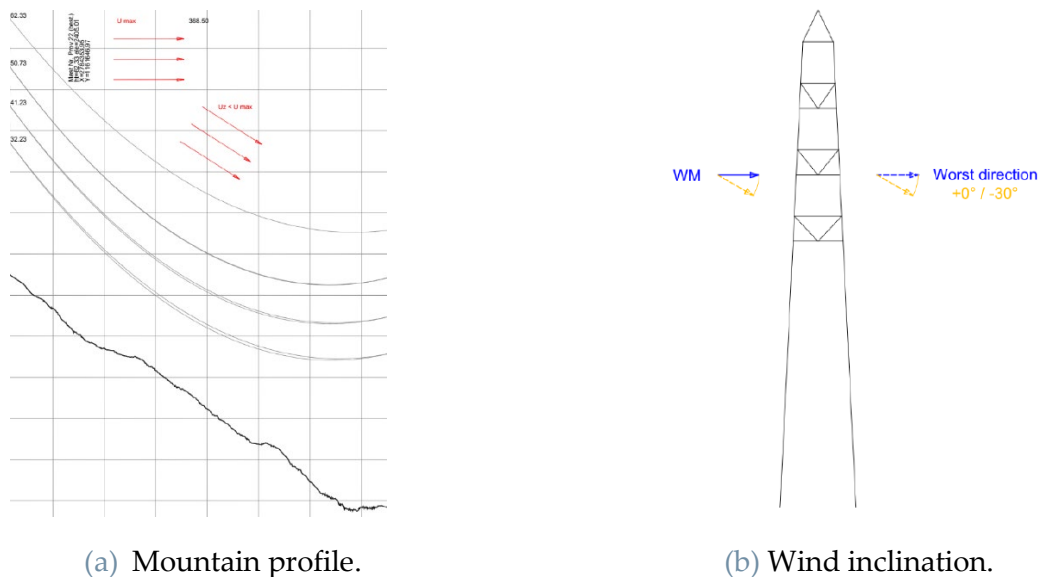 62.33
50.73
41.23
32.23
U max
388.50
Uz < U max
WM
Worst direction
+0° / -30°
(a) Mountain profile.
(b) Wind inclination.